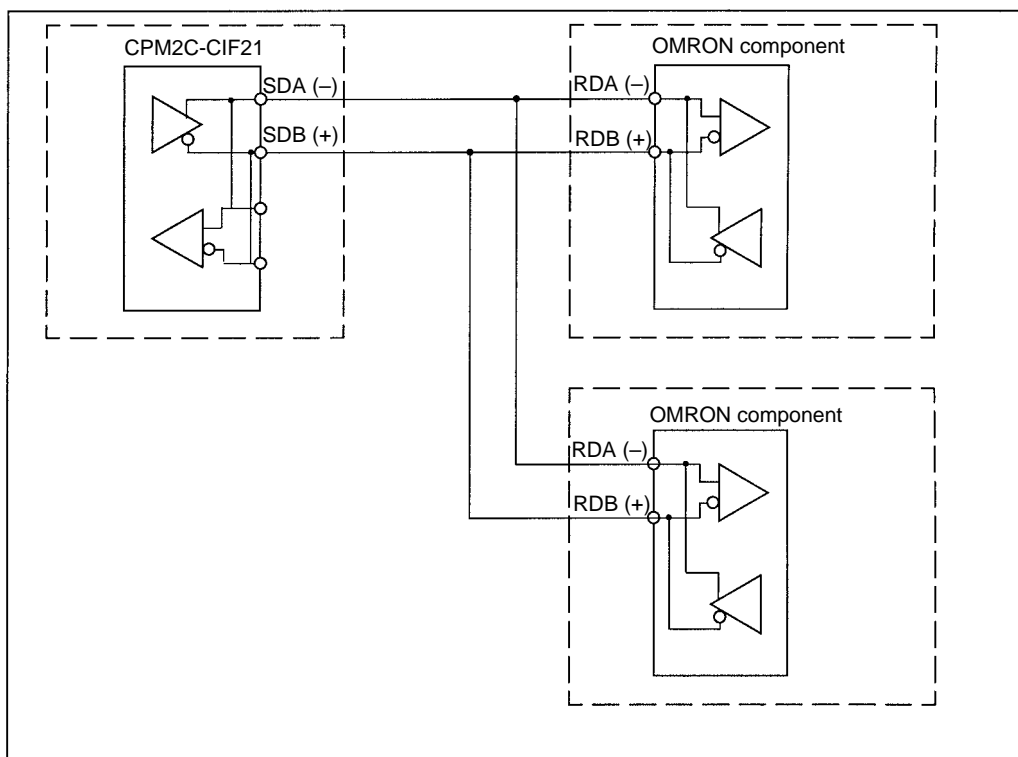 CPM2C-CIF21
OMRON component
SDA (–)
RDA (–)
SDB (+)
RDB (+)
OMRON component
RDA (–)
RDB (+)